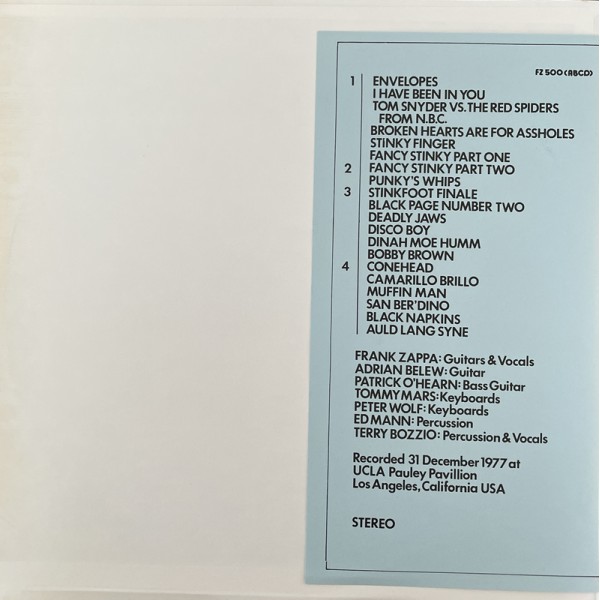 FZ 500 (ABCD)
1 ENVELOPES
I HAVE BEEN IN YOU
TOM SNYDER VS. THE RED SPIDERS
FROM N.B.C.
BROKEN HEARTS ARE FOR ASSHOLES
STINKY FINGER
FANCY STINKY PART ONE
2 FANCY STINKY PART TWO
PUNKY'S WHIPS
3 STINKFOOT FINALE
BLACK PAGE NUMBER TWO
DEADLY JAWS
DISCO BOY
DINAH MOE HUMM
BOBBY BROWN
4 CONEHEAD
CAMARILLO BRILLO
MUFFIN MAN
SAN BER'DINO
BLACK NAPKINS
AULD LANG SYNE
FRANK ZAPPA: Guitars & Vocals
ADRIAN BELEW: Guitar
PATRICK O'HEARN: Bass Guitar
TOMMY MARS: Keyboards
PETER WOLF: Keyboards
ED MANN: Percussion
TERRY BOZZIO: Percussion & Vocals
Recorded 31 December 1977 at
UCLA Pauley Pavillion
Los Angeles, California USA
STEREO